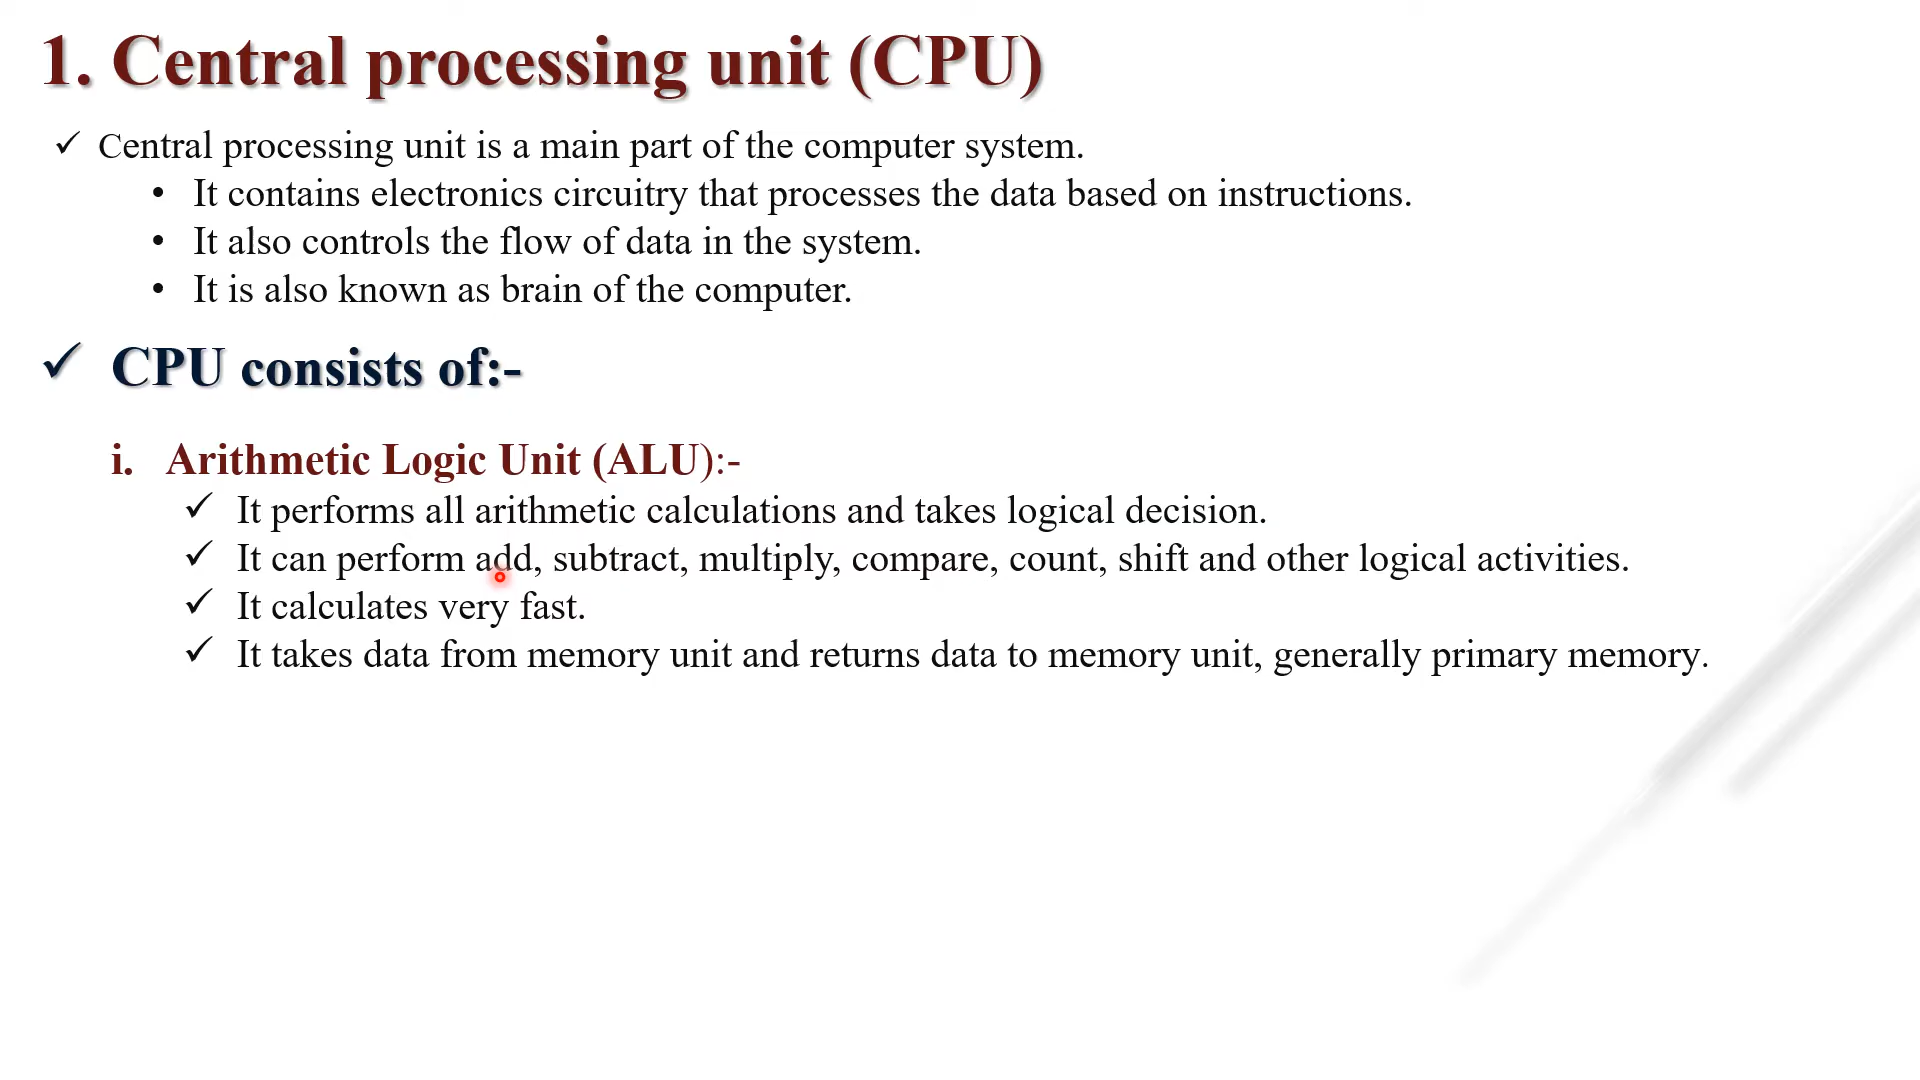 1. Central processing unit (CPU)
✓ Central processing unit is a main part of the computer system.
• It contains electronics circuitry that processes the data based on instructions.
• It also controls the flow of data in the system.
• It is also known as brain of the computer.
✓ CPU consists of:-
i. Arithmetic Logic Unit (ALU):-
✓ It performs all arithmetic calculations and takes logical decision.
✓ It can perform add, subtract, multiply, compare, count, shift and other logical activities.
✓ It calculates very fast.
✓ It takes data from memory unit and returns data to memory unit, generally primary memory.